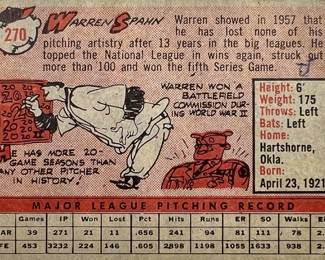 270
WARREN SPAHN
Warren showed in 1957 that
he has lost none of his
pitching artistry after 13 years in the big leagues. He
topped the National League in wins again, struck out
more than 100 and won the fifth Series Game.
WARREN WON A
BATTLEFIELD
COMMISSION DUR-
ING WORLD WAR II
HE HAS MORE 20-
GAME SEASONS THAN
ANY OTHER PITCHER
IN HISTORY!
Height: 6'
Weight: 175
Throws: Left
Bats: Left
Home:
Hartshorne,
Okla.
Born:
April 23, 1921
MAJOR LEAGUE PITCHING RECORD
Games IP Won Lost Pct. Hits R ER SO Walks
AR 39 271 21 11 .656 241 94 81 111 78
FE 452 3333 224 146 .605 2898 1198 1055 1633 938